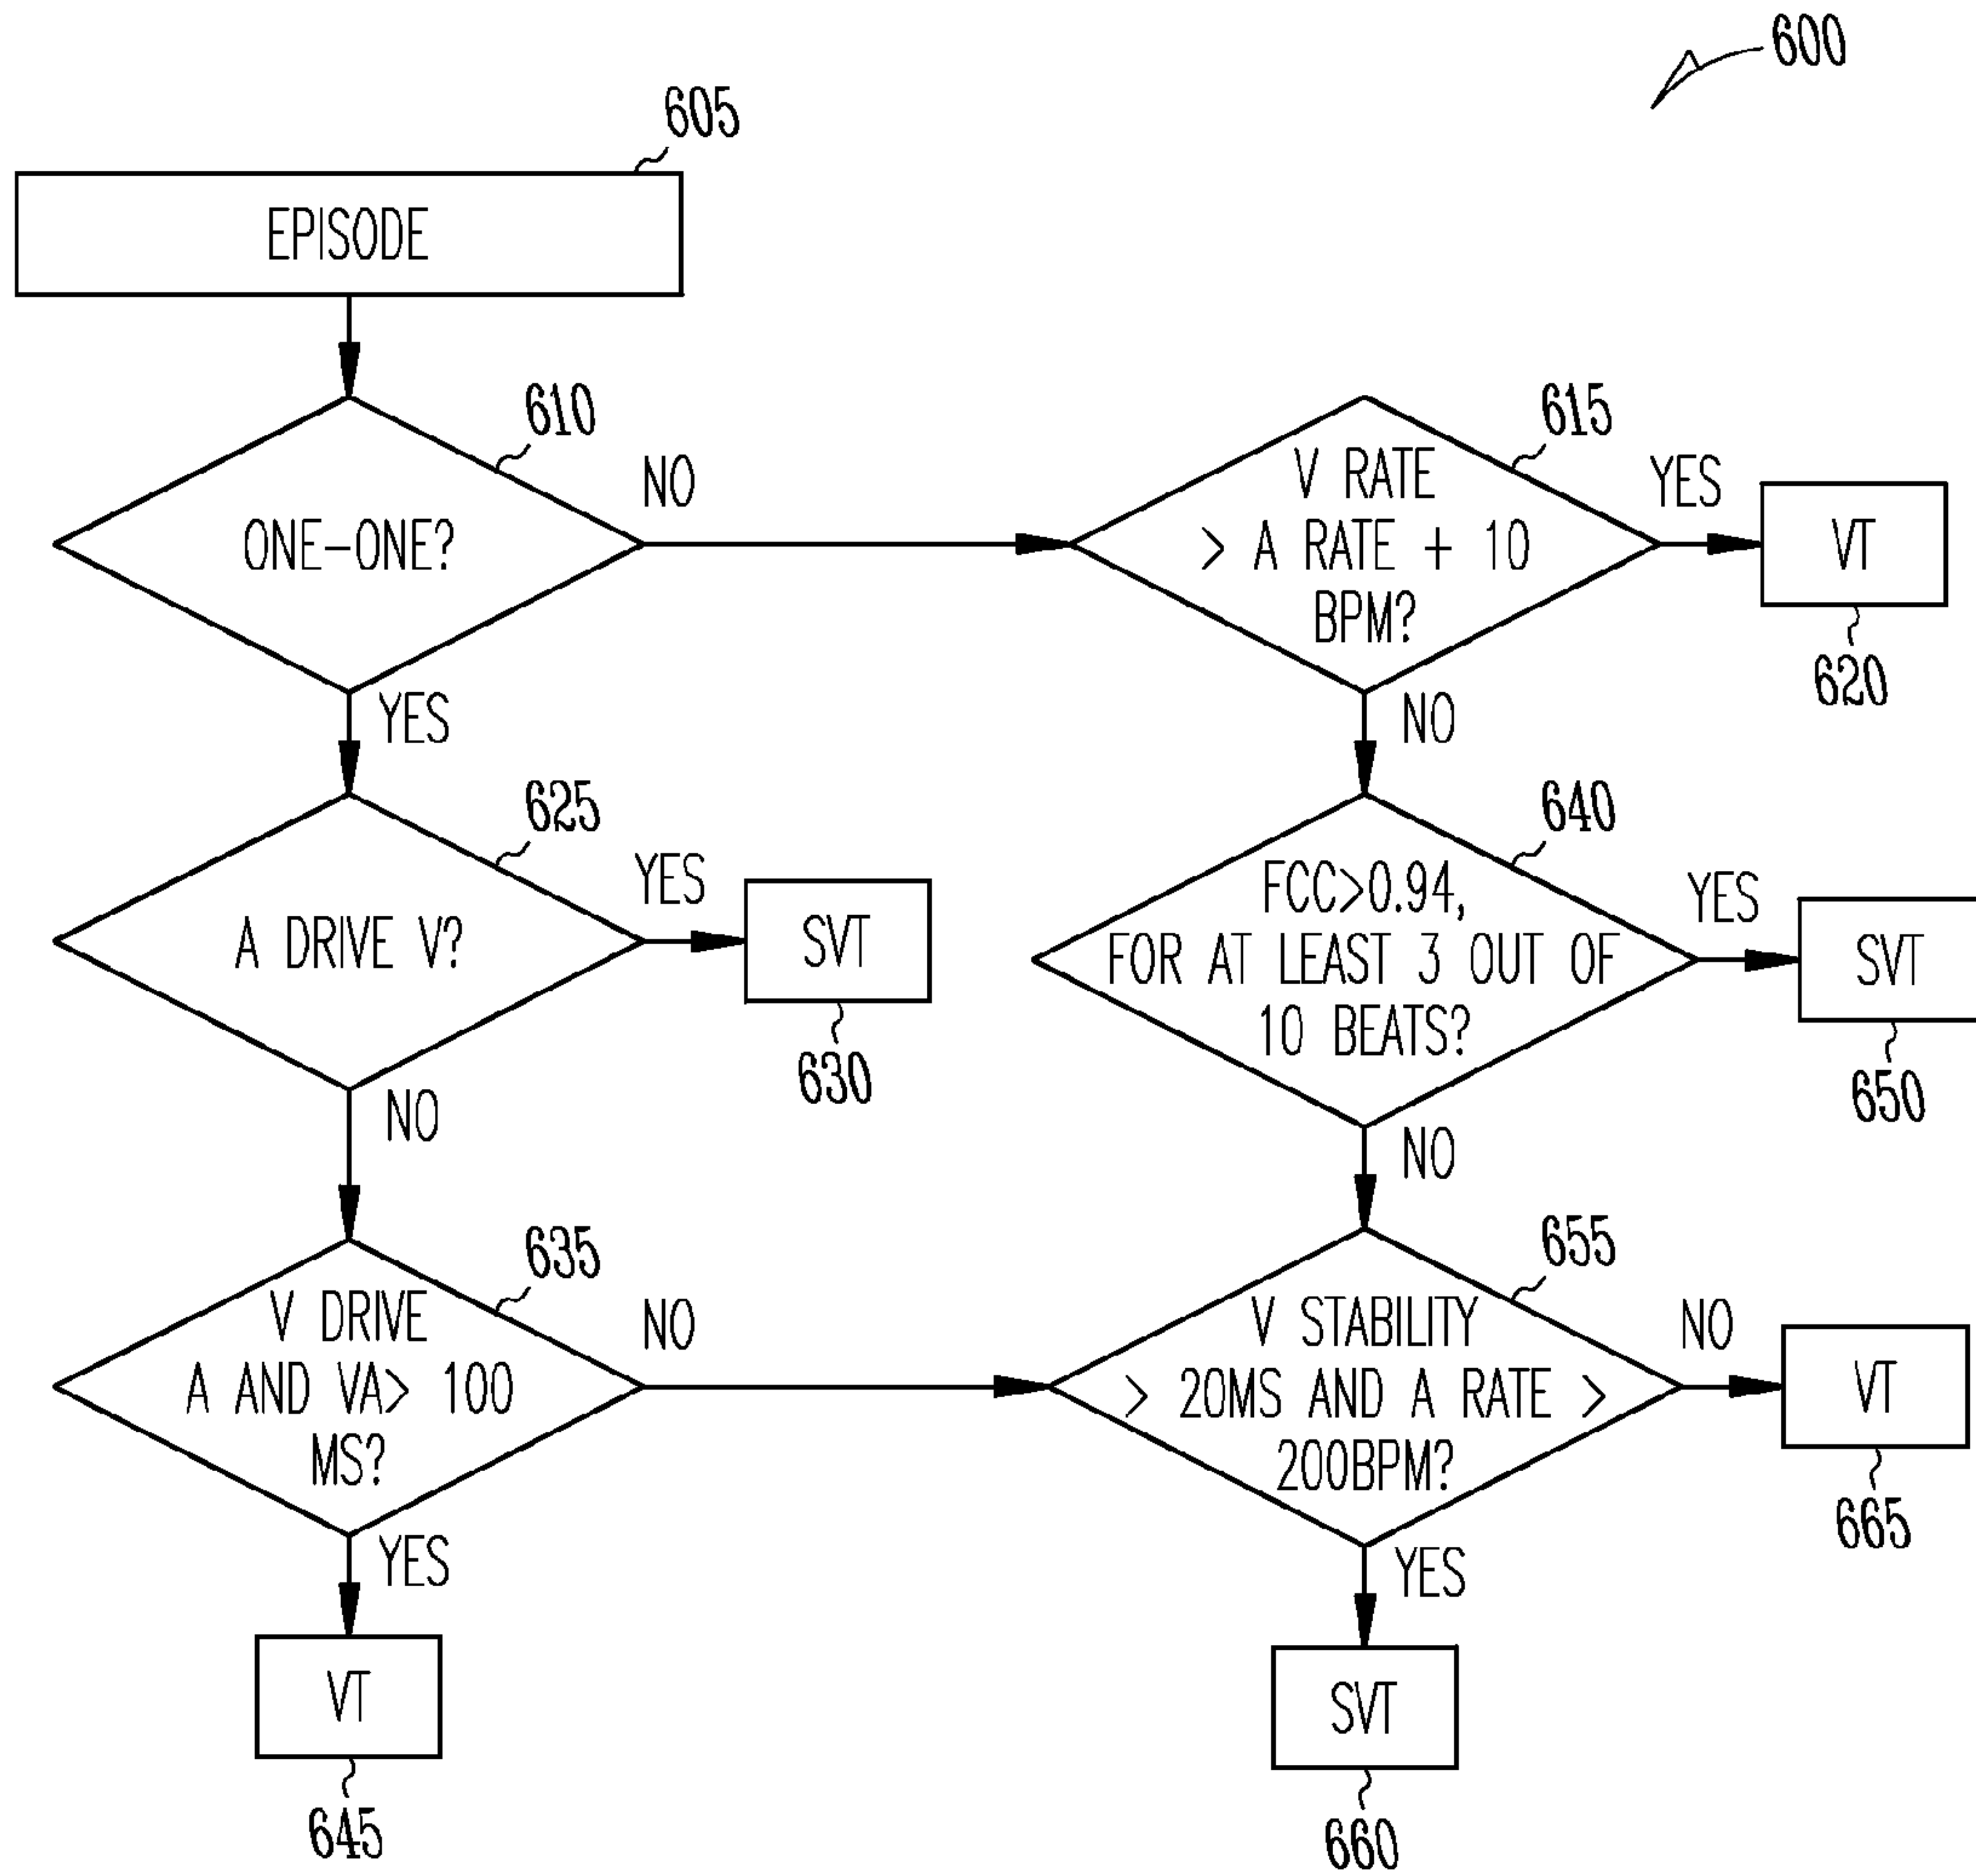 600
605
EPISODE
610
ONE-ONE?
NO
YES
615
V RATE
> A RATE + 10
BPM?
YES
VT
620
NO
625
A DRIVE V?
YES
SVT
630
NO
640
FCC>0.94,
FOR AT LEAST 3 OUT OF
10 BEATS?
YES
SVT
650
NO
635
V DRIVE
A AND VA> 100
MS?
NO
YES
VT
645
655
V STABILITY
> 20MS AND A RATE >
200BPM?
NO
VT
665
YES
SVT
660